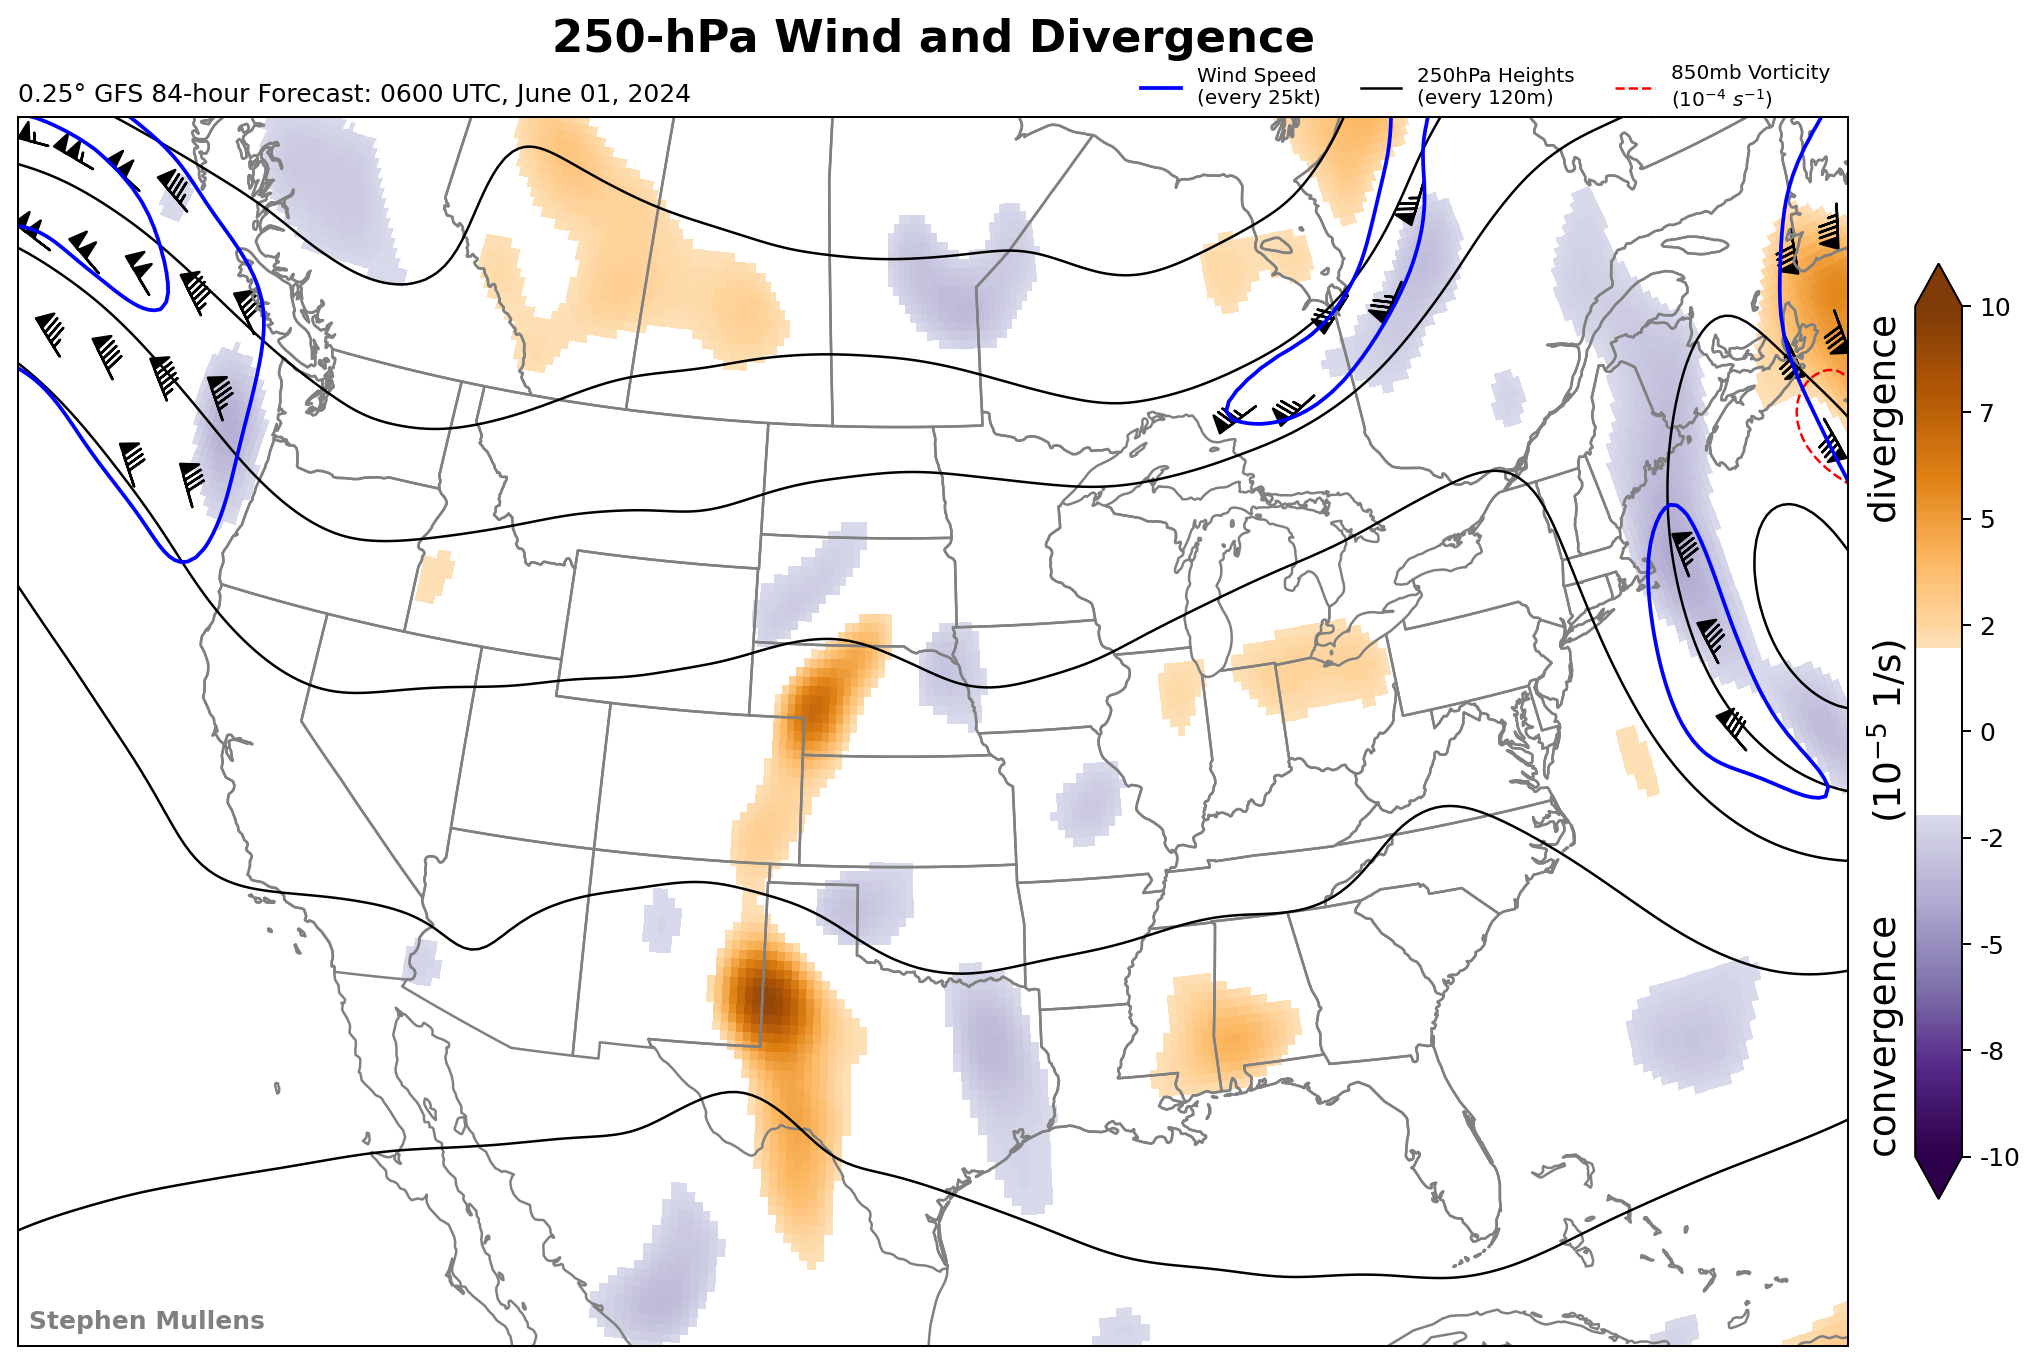 250-hPa Wind and Divergence
0.25° GFS 84-hour Forecast: 0600 UTC, June 01, 2024
Wind Speed
(every 25kt)
250hPa Heights
(every 120m)
850mb Vorticity
(10⁻⁴ s⁻¹)
10
7
5
2
0
-2
-5
-8
-10
convergence (10⁻⁵ 1/s) divergence
Stephen Mullens